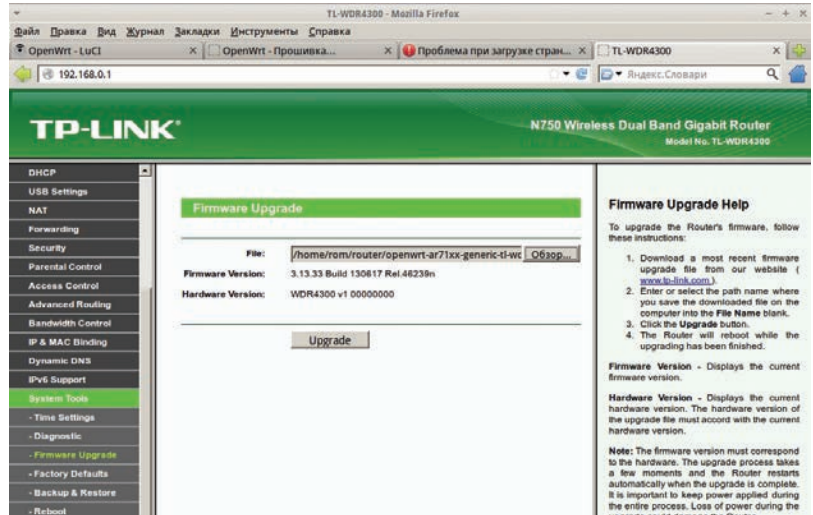 TL-WDR4300 - Mozilla Firefox
Файл Правка Вид Журнал Закладки Инструменты Справка
OpenWrt - LuCI
OpenWrt - Прошивка...
Проблема при загрузке стран...
TL-WDR4300
192.168.0.1
Яндекс.Словари
TP-LINK
N750 Wireless Dual Band Gigabit Router
Model No. TL-WDR4300
DHCP
USB Settings
NAT
Forwarding
Security
Parental Control
Access Control
Advanced Routing
Bandwidth Control
IP & MAC Binding
Dynamic DNS
IPv6 Support
System Tools
- Time Settings
- Diagnostic
- Firmware Upgrade
- Factory Defaults
- Backup & Restore
- Reboot
Firmware Upgrade
File: /home/rom/router/openwrt-ar71xx-generic-tl-wd Обзор...
Firmware Version: 3.13.33 Build 130617 Rel.46239n
Hardware Version: WDR4300 v1 00000000
Upgrade
Firmware Upgrade Help
To upgrade the Router's firmware, follow
these instructions:
1. Download a most recent firmware
upgrade file from our website (
www.tp-link.com ).
2. Enter or select the path name where
you save the downloaded file on the
computer into the File Name blank.
3. Click the Upgrade button.
4. The Router will reboot while the
upgrading has been finished.
Firmware Version - Displays the current
firmware version.
Hardware Version - Displays the current
hardware version. The hardware version of
the upgrade file must accord with the current
hardware version.
Note: The firmware version must correspond
to the hardware. The upgrade process takes
a few moments and the Router restarts
automatically when the upgrade is complete.
It is important to keep power applied during
the entire process. Loss of power during the